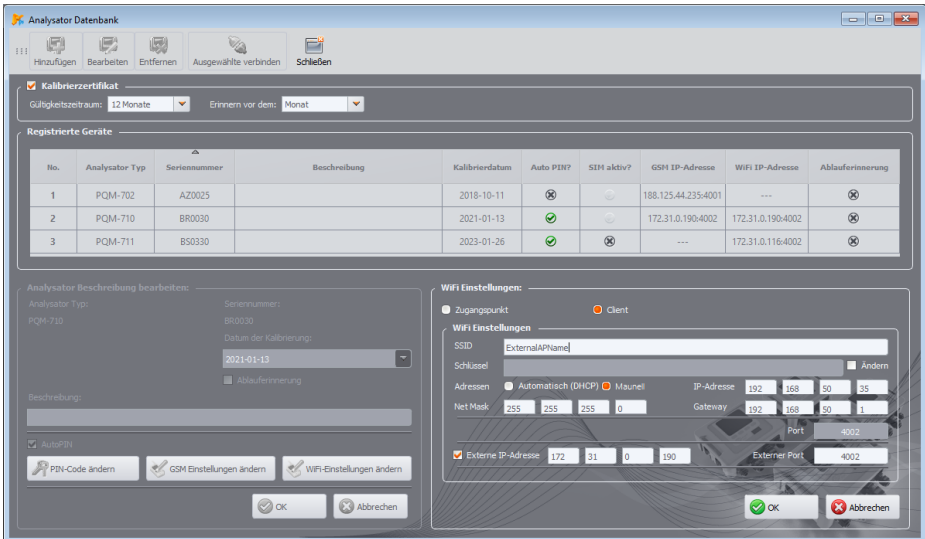 Analysator Datenbank
Hinzufügen Bearbeiten Entfernen Ausgewählte verbinden Schließen
Kalibrierzertifikat
Gültigkeitszeitraum: 12 Monate Erinnern vor dem: Monat
Registrierte Geräte
No. Analysator Typ Seriennummer Beschreibung Kalibrierdatum Auto PIN? SIM aktiv? GSM IP-Adresse WiFi IP-Adresse Ablauferinnerung
1 PQM-702 AZ0025 2018-10-11 188.125.44.235:4001 ---
2 PQM-710 BR0030 2021-01-13 172.31.0.190:4002 172.31.0.190:4002
3 PQM-711 BS0330 2023-01-26 --- 172.31.0.116:4002
Analysator Beschreibung bearbeiten:
Analysator Typ: Seriennummer:
PQM-710 BR0030
Datum der Kalibrierung:
2021-01-13
Ablauferinnerung
Beschreibung:
AutoPIN
PIN-Code ändern GSM Einstellungen ändern WiFi-Einstellungen ändern
OK Abbrechen
WiFi Einstellungen:
Zugangspunkt Client
WiFi Einstellungen
SSID ExternalAPName
Schlüssel Ändern
Adressen Automatisch (DHCP) Maunell IP-Adresse 192 168 50 35
Net Mask 255 255 255 0 Gateway 192 168 50 1
Port 4002
Externe IP-Adresse 172 31 0 190 Externer Port 4002
OK Abbrechen